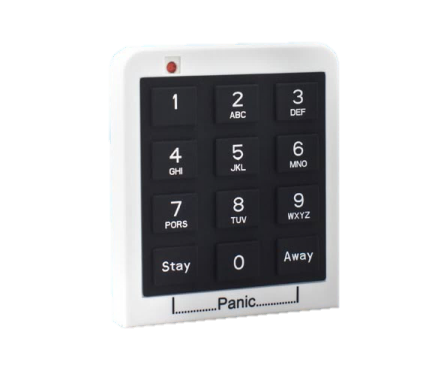 1 2 3
ABC DEF
4 5 6
GHI JKL MNO
7 8 9
PQRS TUV WXYZ
Stay 0 Away
Panic